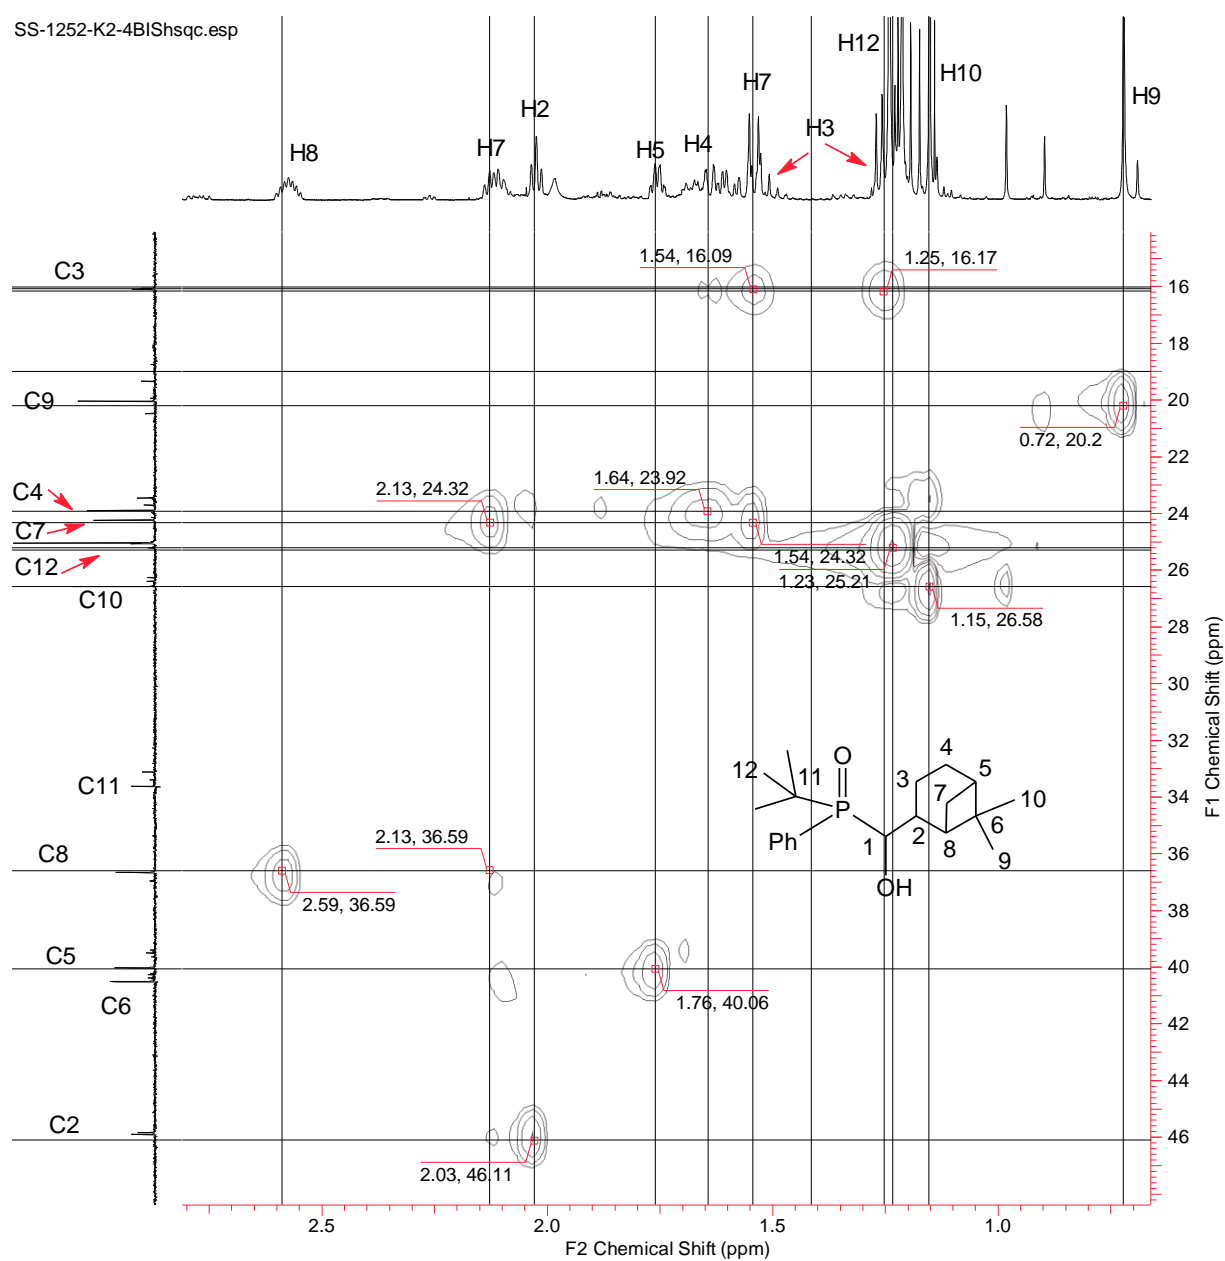 SS-1252-K2-4BIShsqc.esp
H12
H10
H7
H9
H2
H3
H8
H7
H5
H4
C3
1.54, 16.09
1.25, 16.17
16
18
C9
20
0.72, 20.2
22
C4
2.13, 24.32
1.64, 23.92
24
C7
1.54, 24.32
C12
1.23, 25.21
26
C10
1.15, 26.58
28
30
32
C11
34
C8
2.13, 36.59
36
2.59, 36.59
38
C5
40
1.76, 40.06
C6
42
44
C2
46
2.03, 46.11
O
4
12
11
3
5
7
10
P
6
Ph
1
2
8
9
OH
F1 Chemical Shift (ppm)
2.5 2.0 1.5 1.0
F2 Chemical Shift (ppm)